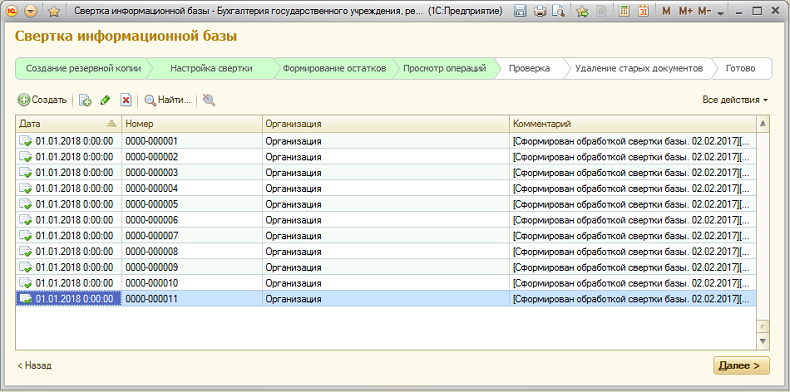 Свертка информационной базы - Бухгалтерия государственного учреждения, ре... (1С:Предприятие)
M M+ M-
Свертка информационной базы
Создание резервной копии Настройка свертки Формирование остатков Просмотр операций Проверка Удаление старых документов Готово
Создать Найти... Все действия
Дата Номер Организация Комментарий
01.01.2018 0:00:00 0000-000001 Организация [Сформирован обработкой свертки базы. 02.02.2017][...
01.01.2018 0:00:00 0000-000002 Организация [Сформирован обработкой свертки базы. 02.02.2017][...
01.01.2018 0:00:00 0000-000003 Организация [Сформирован обработкой свертки базы. 02.02.2017][...
01.01.2018 0:00:00 0000-000004 Организация [Сформирован обработкой свертки базы. 02.02.2017][...
01.01.2018 0:00:00 0000-000005 Организация [Сформирован обработкой свертки базы. 02.02.2017][...
01.01.2018 0:00:00 0000-000006 Организация [Сформирован обработкой свертки базы. 02.02.2017][...
01.01.2018 0:00:00 0000-000007 Организация [Сформирован обработкой свертки базы. 02.02.2017][...
01.01.2018 0:00:00 0000-000008 Организация [Сформирован обработкой свертки базы. 02.02.2017][...
01.01.2018 0:00:00 0000-000009 Организация [Сформирован обработкой свертки базы. 02.02.2017][...
01.01.2018 0:00:00 0000-000010 Организация [Сформирован обработкой свертки базы. 02.02.2017][...
01.01.2018 0:00:00 0000-000011 Организация [Сформирован обработкой свертки базы. 02.02.2017][...
< Назад Далее >